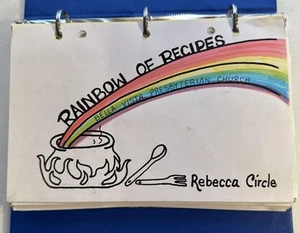 RAINBOW OF RECIPES
BELLA VISTA PRESBYTERIAN CHURCH
Rebecca Circle